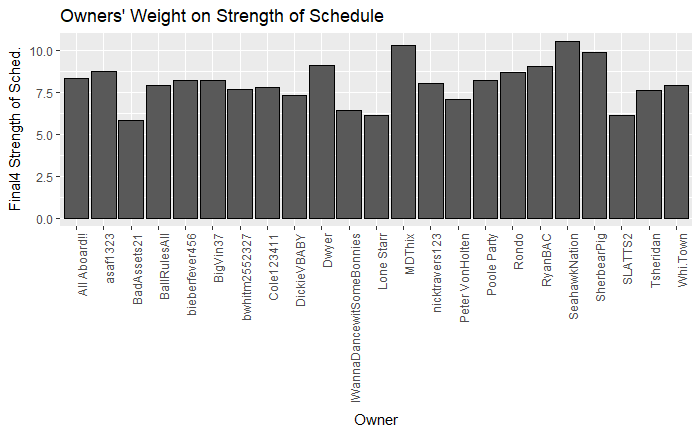 Owners' Weight on Strength of Schedule
Final4 Strength of Sched.
10.0
7.5
5.0
2.5
0.0
All Aboard!!
asaf1323
BadAssets21
BallRulesAll
bieberfever456
BigVin37
bwhitm2552327
Cole123411
DickieVBABY
Dwyer
IWannaDancewitSomeBonnies
Lone Starr
MDThix
nicktravers123
Peter VonHolten
Poole Party
Rondo
RyanBAC
SeahawkNation
SherbearPig
SLATTS2
Tsheridan
Whi.Town
Owner